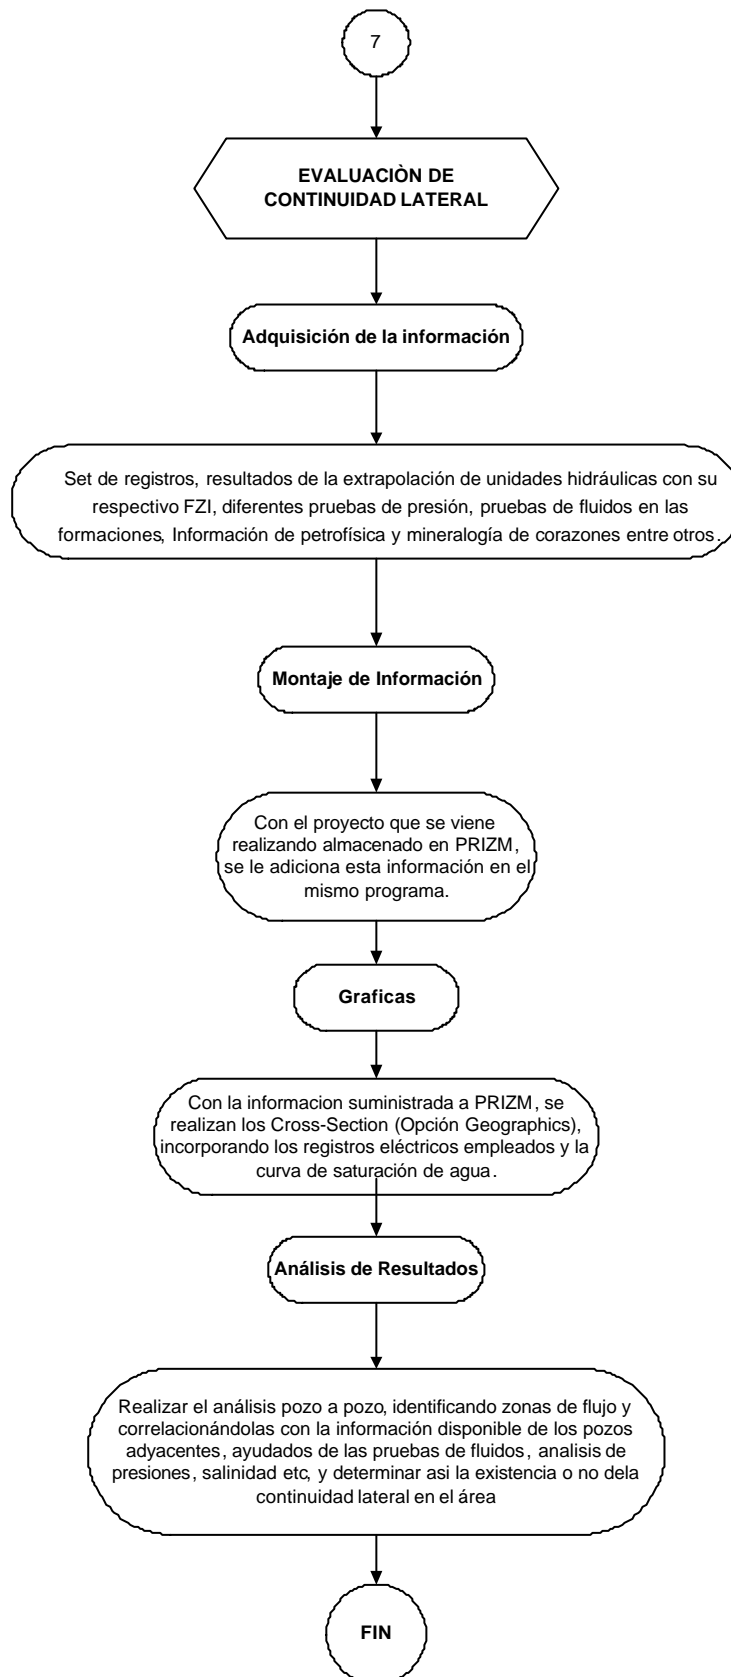 7
EVALUACIÒN DE
CONTINUIDAD LATERAL
Adquisición de la información
Set de registros, resultados de la extrapolación de unidades hidráulicas con su
respectivo FZI, diferentes pruebas de presión, pruebas de fluidos en las
formaciones, Información de petrofísica y mineralogía de corazones entre otros.
Montaje de Información
Con el proyecto que se viene
realizando almacenado en PRIZM,
se le adiciona esta información en el
mismo programa.
Graficas
Con la informacion suministrada a PRIZM, se
realizan los Cross-Section (Opción Geographics),
incorporando los registros eléctricos empleados y la
curva de saturación de agua.
Análisis de Resultados
Realizar el análisis pozo a pozo, identificando zonas de flujo y
correlacionándolas con la información disponible de los pozos
adyacentes, ayudados de las pruebas de fluidos, analisis de
presiones, salinidad etc, y determinar asi la existencia o no dela
continuidad lateral en el área
FIN